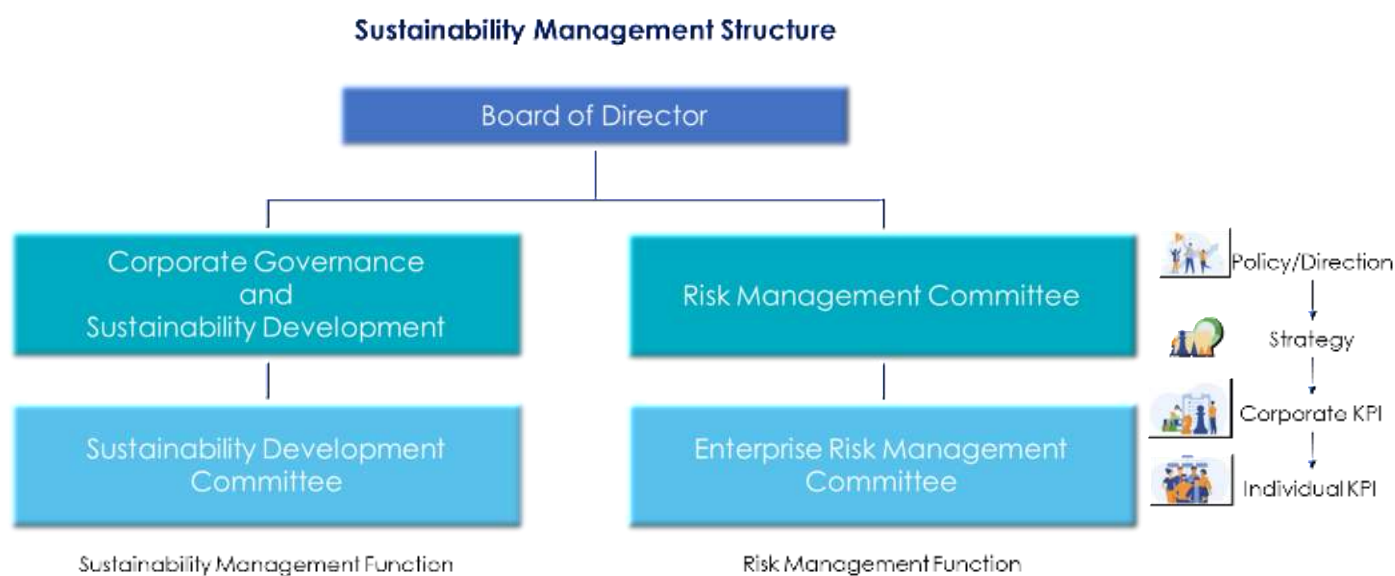 Sustainability Management Structure
Board of Director
Corporate Governance
and
Sustainability Development
Risk Management Committee
Policy/Direction
Strategy
Corporate KPI
Individual KPI
Sustainability Development
Committee
Enterprise Risk Management
Committee
Sustainability Management Function
Risk Management Function